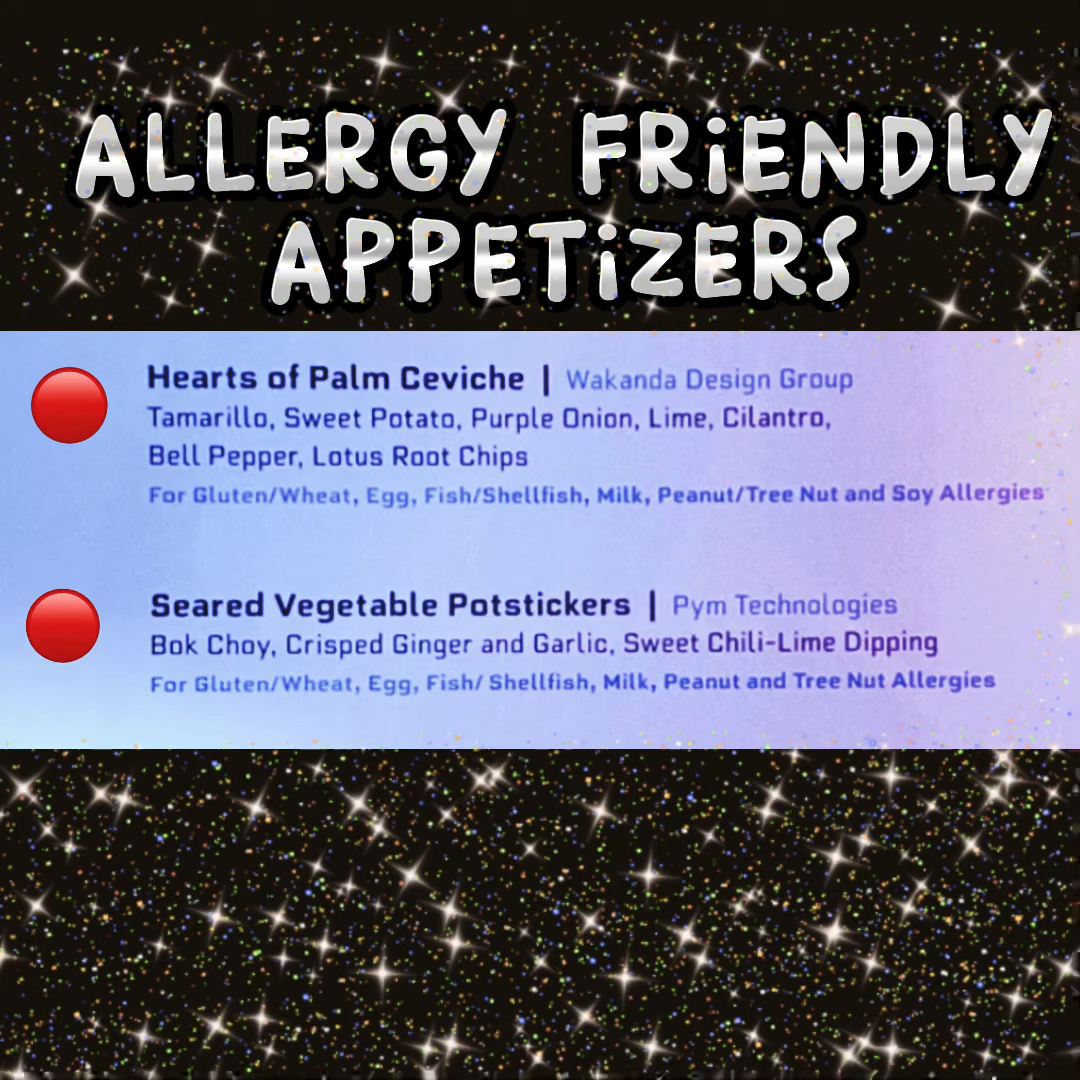 ALLERGY FRiENDLY
APPETiZERS
Hearts of Palm Ceviche | Wakanda Design Group
Tamarillo, Sweet Potato, Purple Onion, Lime, Cilantro,
Bell Pepper, Lotus Root Chips
For Gluten/Wheat, Egg, Fish/Shellfish, Milk, Peanut/Tree Nut and Soy Allergies
Seared Vegetable Potstickers | Pym Technologies
Bok Choy, Crisped Ginger and Garlic, Sweet Chili-Lime Dipping
For Gluten/Wheat, Egg, Fish/ Shellfish, Milk, Peanut and Tree Nut Allergies